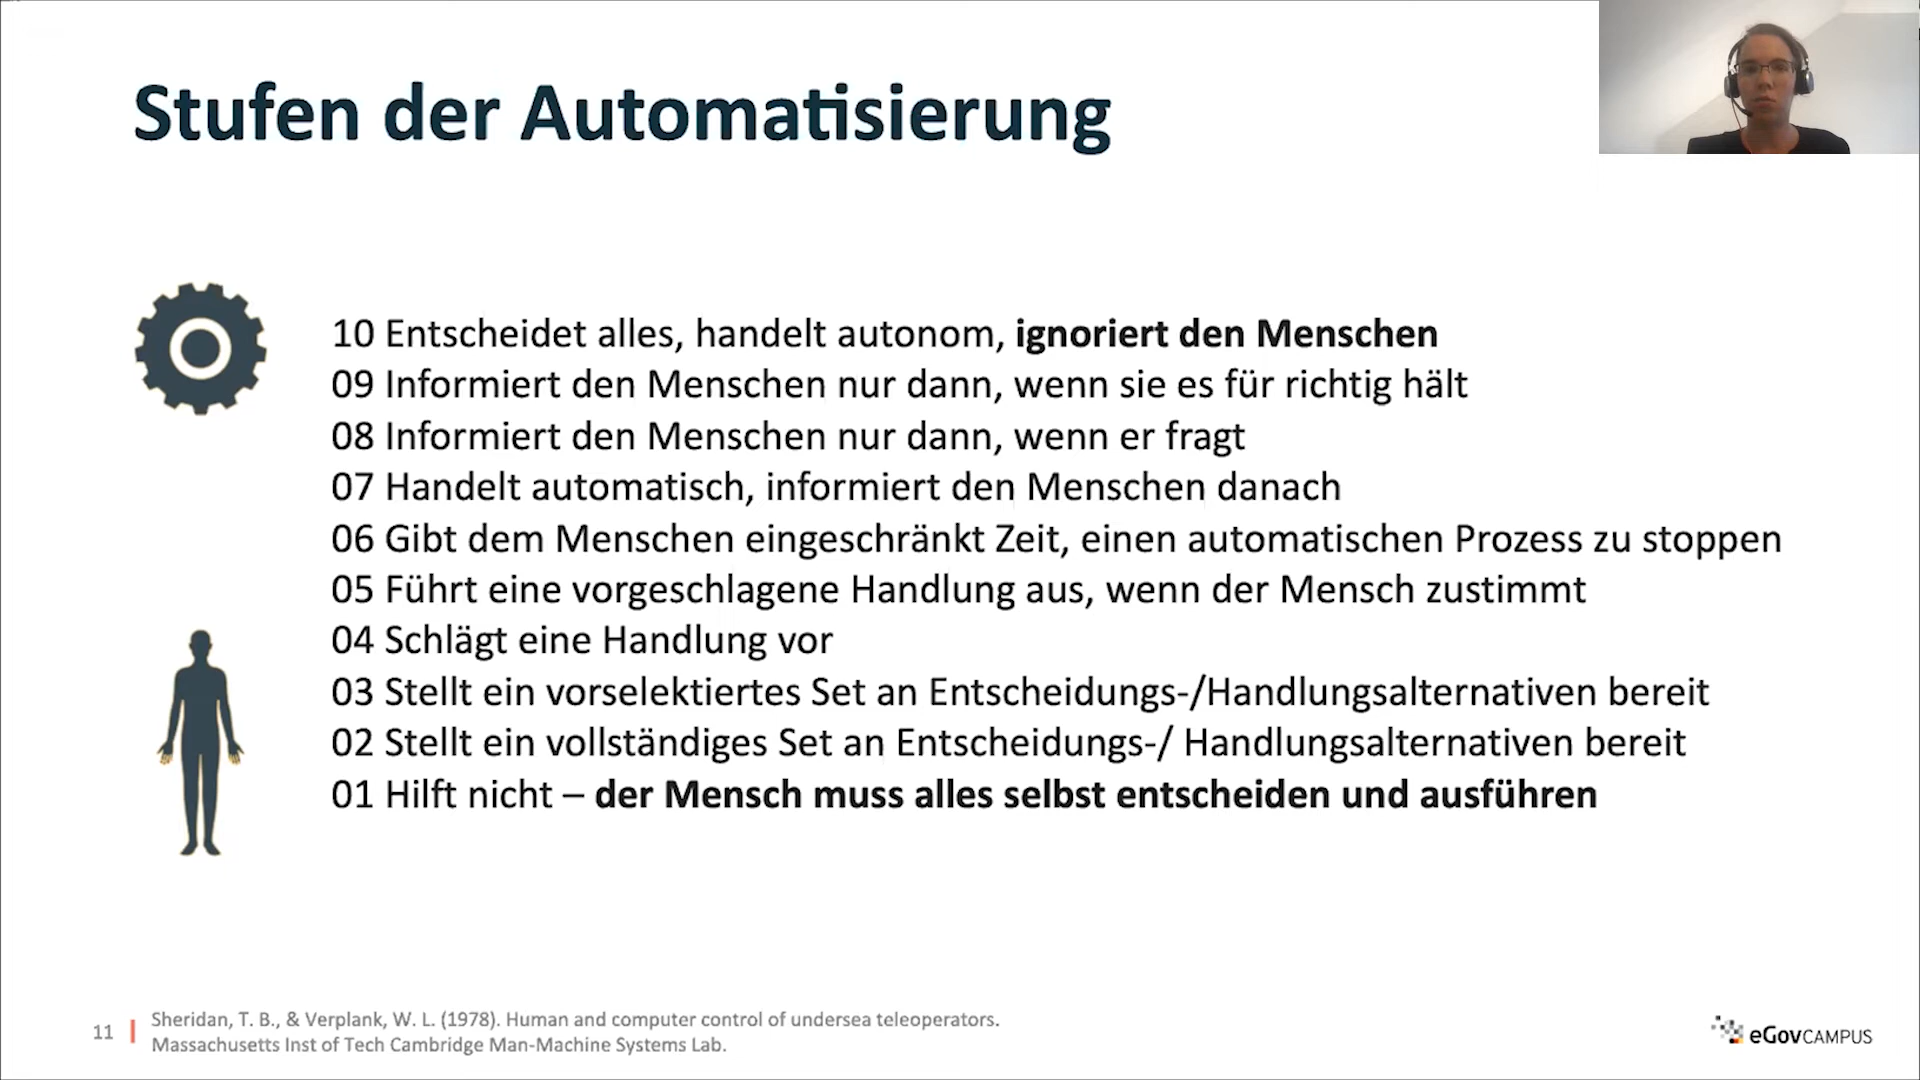 Stufen der Automatisierung
10 Entscheidet alles, handelt autonom, ignoriert den Menschen
09 Informiert den Menschen nur dann, wenn sie es für richtig hält
08 Informiert den Menschen nur dann, wenn er fragt
07 Handelt automatisch, informiert den Menschen danach
06 Gibt dem Menschen eingeschränkt Zeit, einen automatischen Prozess zu stoppen
05 Führt eine vorgeschlagene Handlung aus, wenn der Mensch zustimmt
04 Schlägt eine Handlung vor
03 Stellt ein vorselektiertes Set an Entscheidungs-/Handlungsalternativen bereit
02 Stellt ein vollständiges Set an Entscheidungs-/ Handlungsalternativen bereit
01 Hilft nicht – der Mensch muss alles selbst entscheiden und ausführen
11
Sheridan, T. B., & Verplank, W. L. (1978). Human and computer control of undersea teleoperators.
Massachusetts Inst of Tech Cambridge Man-Machine Systems Lab.
eGovCAMPUS